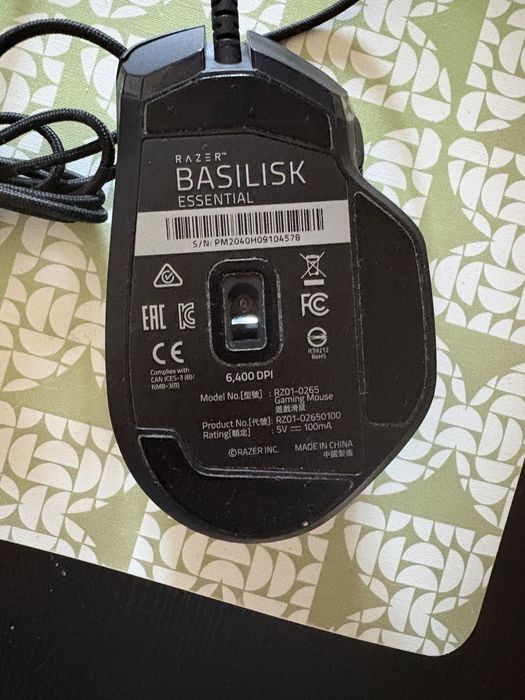 RAZER™
BASILISK
ESSENTIAL
S/N: PM2040H09104578
EAC
CE
FC
Complies with
CAN ICES-3 (B)/
NMB-3(B)
R39212
RoHS
6,400 DPI
Model No.[型號] : RZ01-0265
Gaming Mouse
遊戲滑鼠
Product No.[代號]: RZ01-02650100
Rating[額定] : 5V ⎓ 100mA
©RAZER INC.
MADE IN CHINA
中國製造